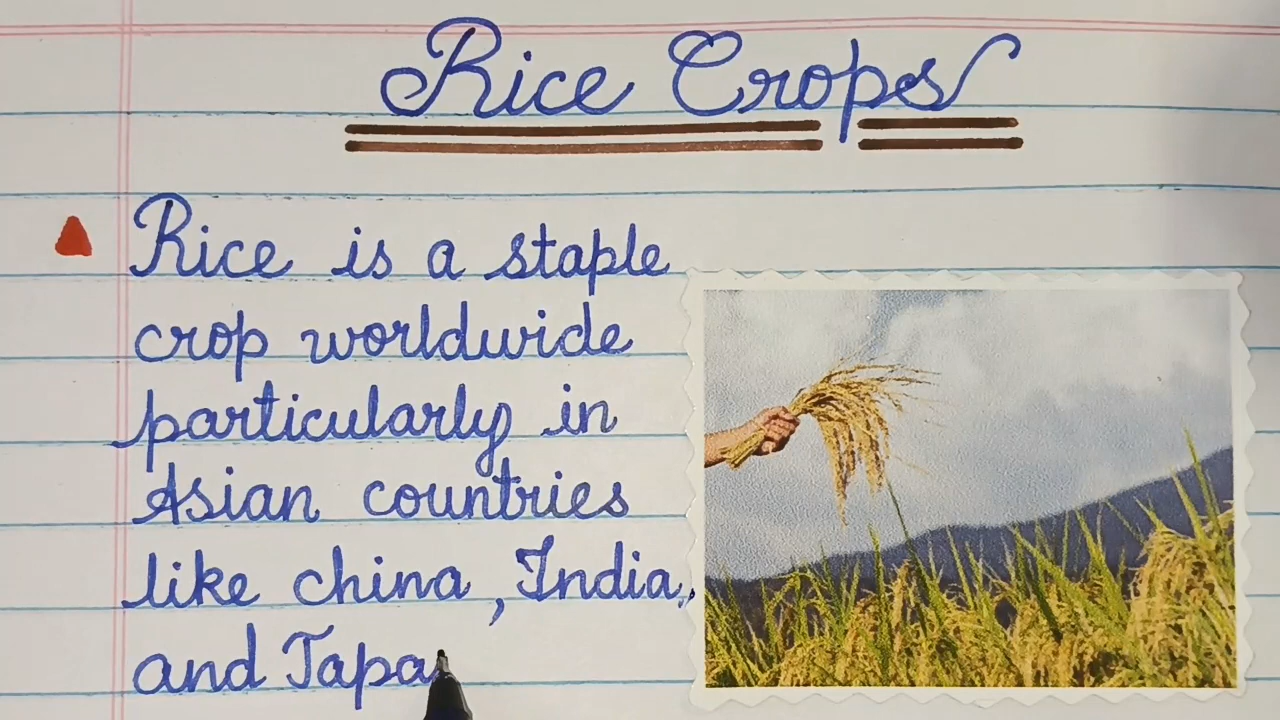 Rice Crops
Rice is a staple
crop worldwide
particularly in
Asian countries
like china, India,
and Japa